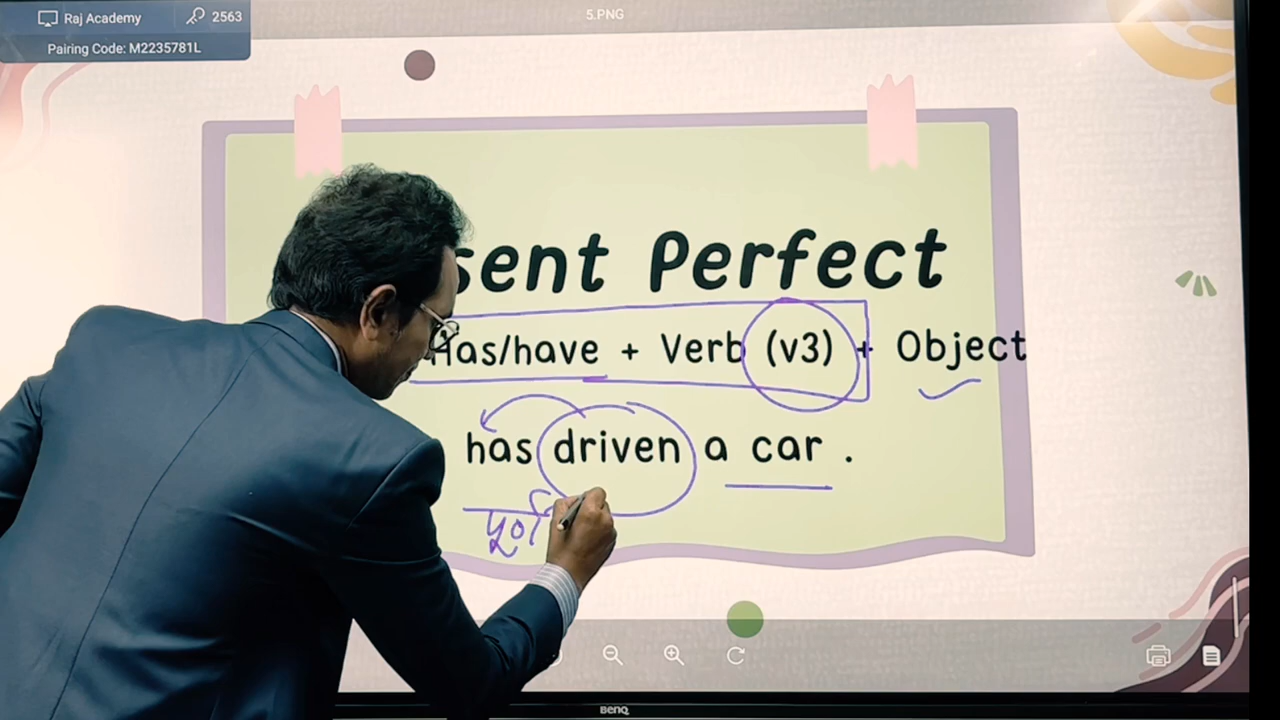 Raj Academy 2563
Pairing Code: M2235781L
5.PNG
sent Perfect
Has/have + Verb (v3) + Object
has driven a car .
BenQ